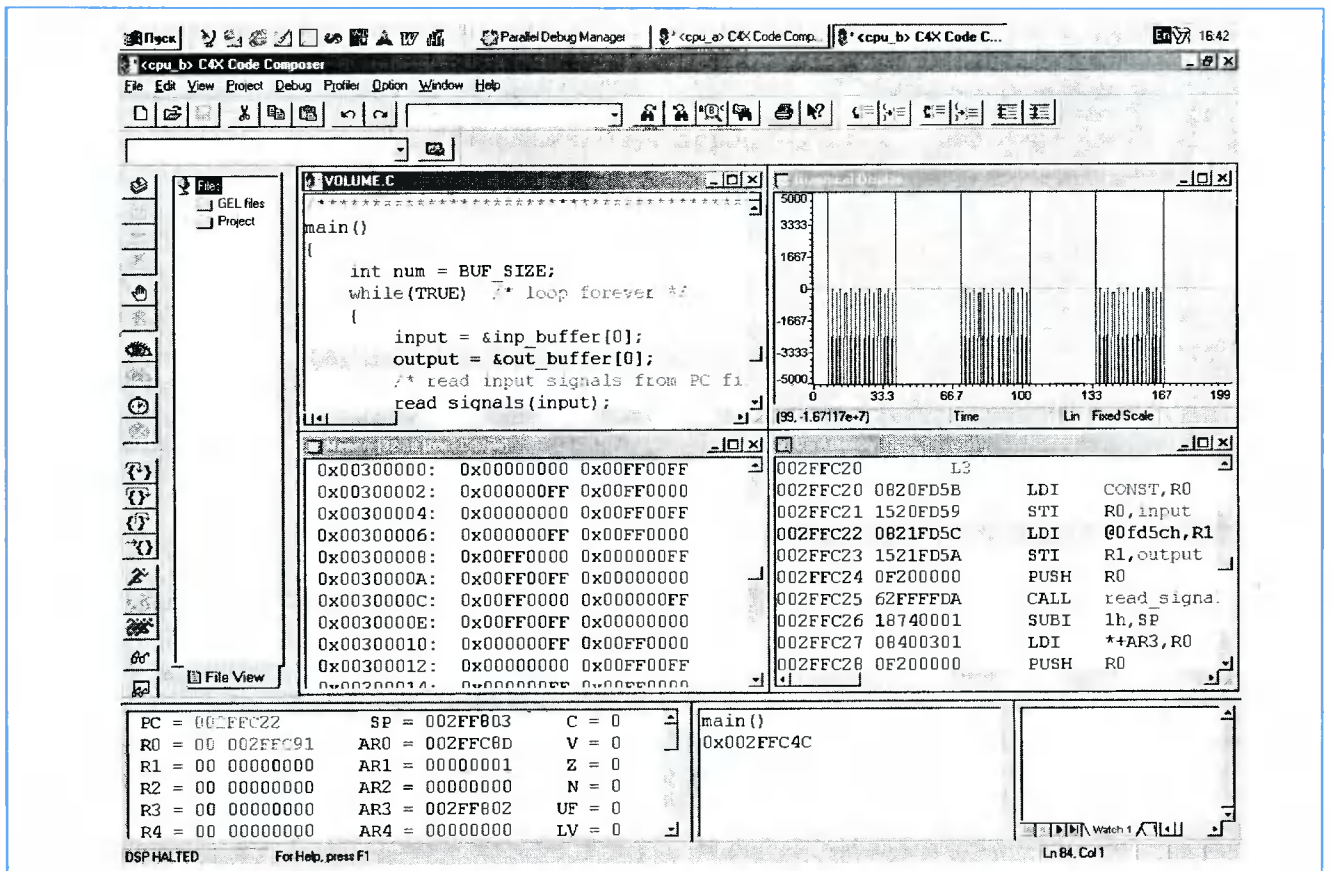 Пуск Parallel Debug Manager <cpu_a> C4X Code Comp... <cpu_b> C4X Code C... En 16:42
<cpu_b> C4X Code Composer
File Edit View Project Debug Profiler Option Window Help
Files
GEL files
Project
File View
VOLUME.C
/*****************************
main()
{
int num = BUF_SIZE;
while(TRUE) /* loop forever */
{
input = &inp_buffer[0];
output = &out_buffer[0];
/* read input signals from PC fi
read_signals(input);
Graphical Display
5000
3333
1667
0
-1667
-3333
-5000
0 33.3 66.7 100 133 167 199
(99, -1.67117e+7) Time Lin Fixed Scale
0x00300000: 0x00000000 0x00FF00FF
0x00300002: 0x000000FF 0x00FF0000
0x00300004: 0x00000000 0x00FF00FF
0x00300006: 0x000000FF 0x00FF0000
0x00300008: 0x00FF0000 0x000000FF
0x0030000A: 0x00FF00FF 0x00000000
0x0030000C: 0x00FF0000 0x000000FF
0x0030000E: 0x00FF00FF 0x00000000
0x00300010: 0x000000FF 0x00FF0000
0x00300012: 0x00000000 0x00FF00FF
0x00300014: 0x000000FF 0x00FF0000
002FFC20 L3
002FFC20 0820FD5B LDI CONST,R0
002FFC21 1520FD59 STI R0,input
002FFC22 0821FD5C LDI @0fd5ch,R1
002FFC23 1521FD5A STI R1,output
002FFC24 0F200000 PUSH R0
002FFC25 62FFFFDA CALL read_signa
002FFC26 18740001 SUBI 1h,SP
002FFC27 08400301 LDI *+AR3,R0
002FFC28 0F200000 PUSH R0
PC = 002FFC22 SP = 002FF803 C = 0
R0 = 00 002FFC91 AR0 = 002FFC8D V = 0
R1 = 00 00000000 AR1 = 00000001 Z = 0
R2 = 00 00000000 AR2 = 00000000 N = 0
R3 = 00 00000000 AR3 = 002FF802 UF = 0
R4 = 00 00000000 AR4 = 00000000 LV = 0
main()
0x002FFC4C
Watch 1
DSP HALTED For Help, press F1 Ln 84, Col 1